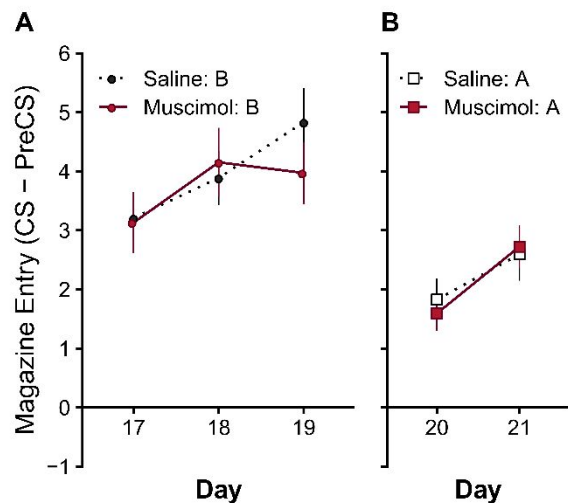 A
B
Magazine Entry (CS − PreCS)
6
5
4
3
2
1
0
−1
Saline: B
Muscimol: B
Saline: A
Muscimol: A
17 18 19
20 21
Day
Day